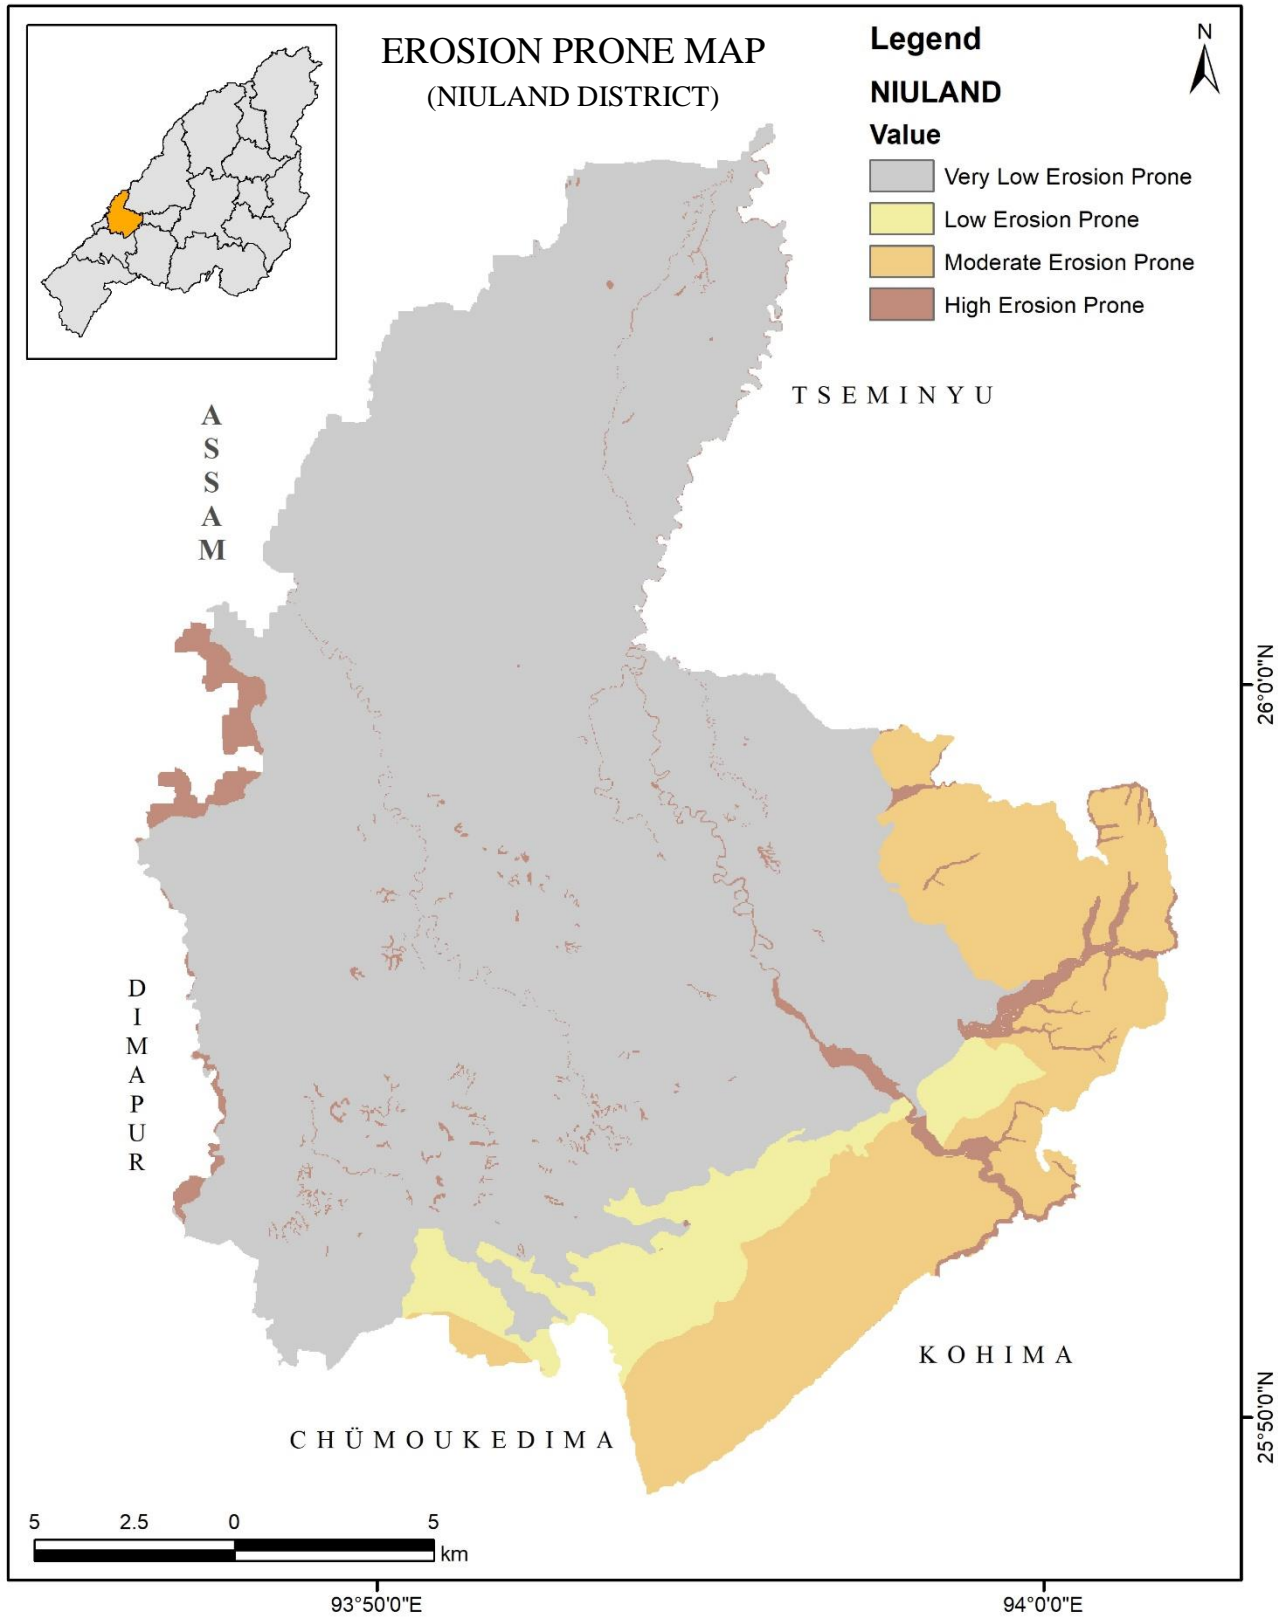 EROSION PRONE MAP
(NIULAND DISTRICT)
Legend
NIULAND
Value
Very Low Erosion Prone
Low Erosion Prone
Moderate Erosion Prone
High Erosion Prone
N
TSEMINYU
ASSAM
DIMAPUR
KOHIMA
CHÜMOUKEDIMA
26°0'0"N
25°50'0"N
5 2.5 0 5
km
93°50'0"E 94°0'0"E